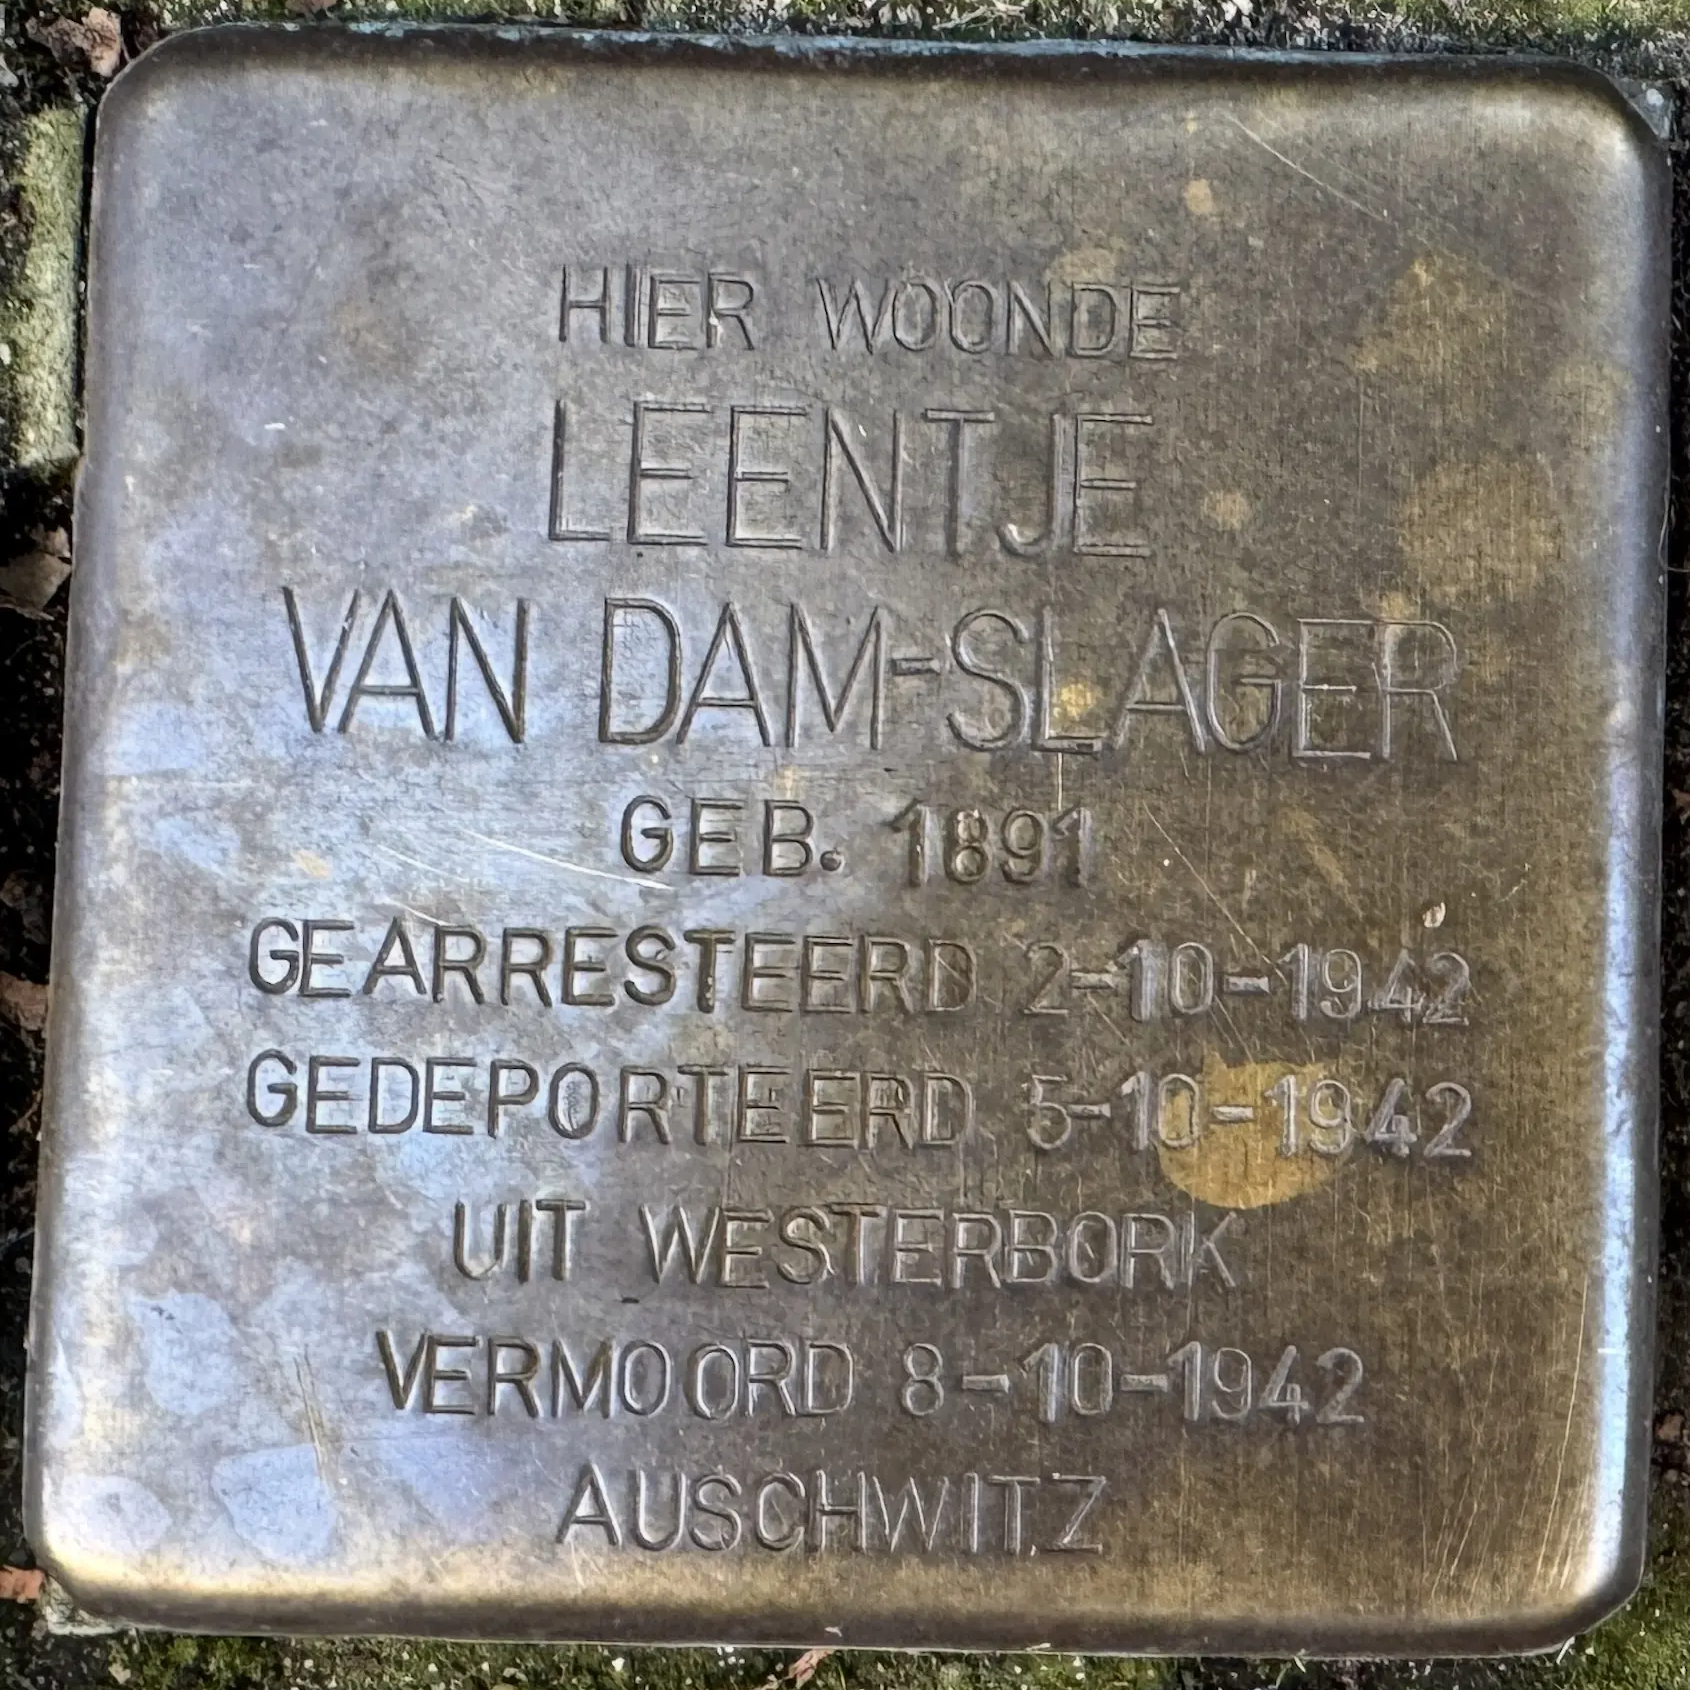 HIER WOONDE
LEENTJE
VAN DAM-SLAGER
GEB. 1891
GEARRESTEERD 2-10-1942
GEDEPORTEERD 5-10-1942
UIT WESTERBORK
VERMOORD 8-10-1942
AUSCHWITZ